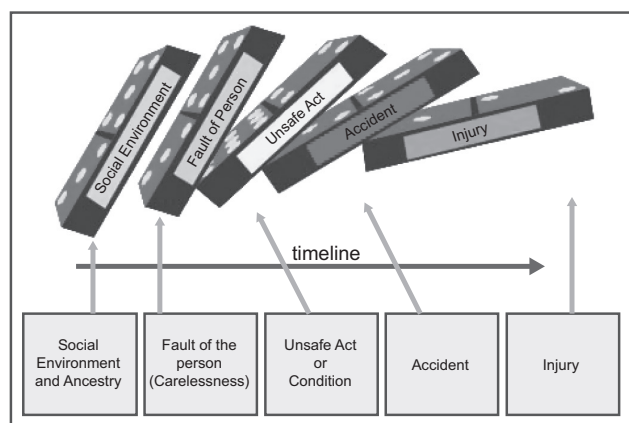 Social Environment
Fault of Person
Unsafe Act
Accident
Injury
timeline
Social
Environment
and Ancestry
Fault of the
person
(Carelessness)
Unsafe Act
or
Condition
Accident
Injury